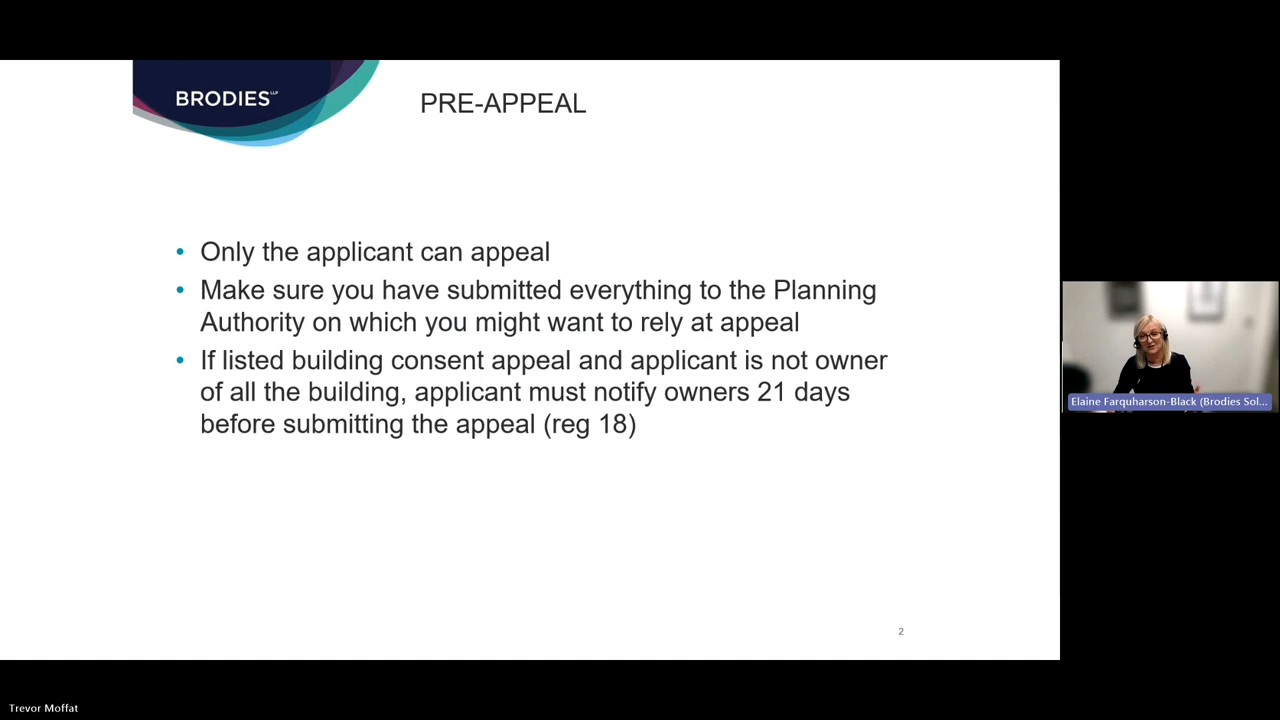 BRODIES LLP
PRE-APPEAL
• Only the applicant can appeal
• Make sure you have submitted everything to the Planning
Authority on which you might want to rely at appeal
• If listed building consent appeal and applicant is not owner
of all the building, applicant must notify owners 21 days
before submitting the appeal (reg 18)
2
Elaine Farquharson-Black (Brodies Sol...
Trevor Moffat